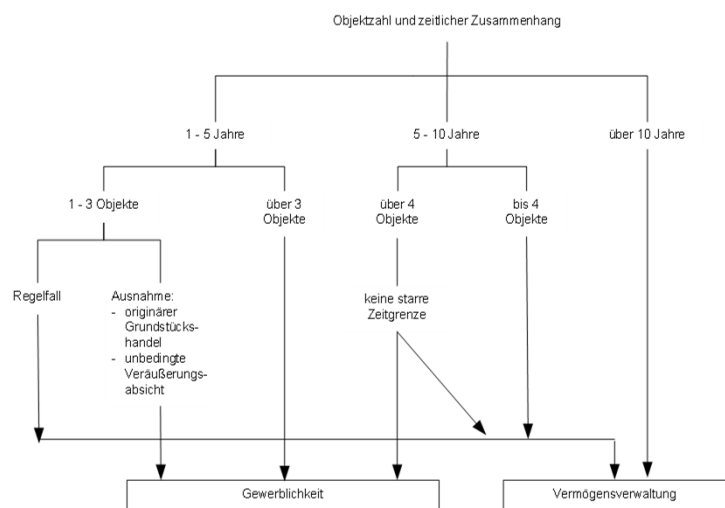 Objektzahl und zeitlicher Zusammenhang
1 - 5 Jahre
5 - 10 Jahre
über 10 Jahre
1 - 3 Objekte
über 3
Objekte
über 4
Objekte
bis 4
Objekte
Regelfall
Ausnahme:
- originärer
Grundstücks-
handel
- unbedingte
Veräußerungs-
absicht
keine starre
Zeitgrenze
Gewerblichkeit
Vermögensverwaltung